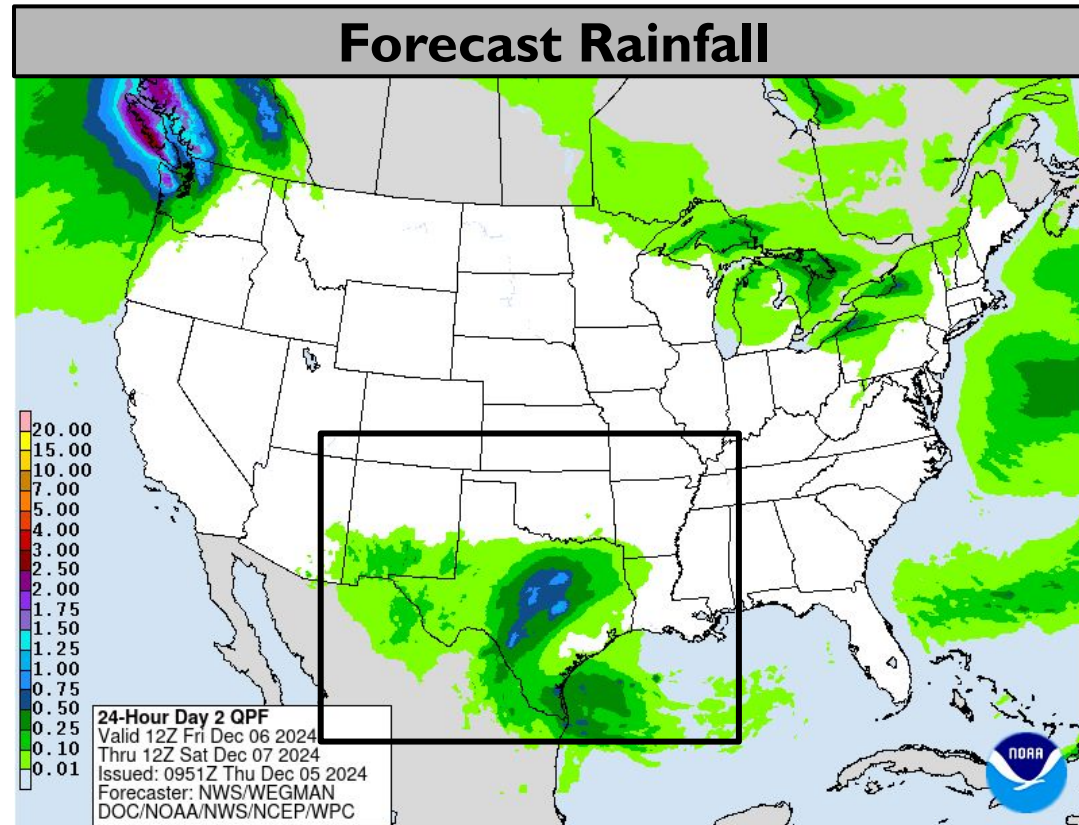 Forecast Rainfall
20.00
15.00
10.00
7.00
5.00
4.00
3.00
2.50
2.00
1.75
1.50
1.25
1.00
0.75
0.50
0.25
0.10
0.01
24-Hour Day 2 QPF
Valid 12Z Fri Dec 06 2024
Thru 12Z Sat Dec 07 2024
Issued: 0951Z Thu Dec 05 2024
Forecaster: NWS/WEGMAN
DOC/NOAA/NWS/NCEP/WPC
NOAA